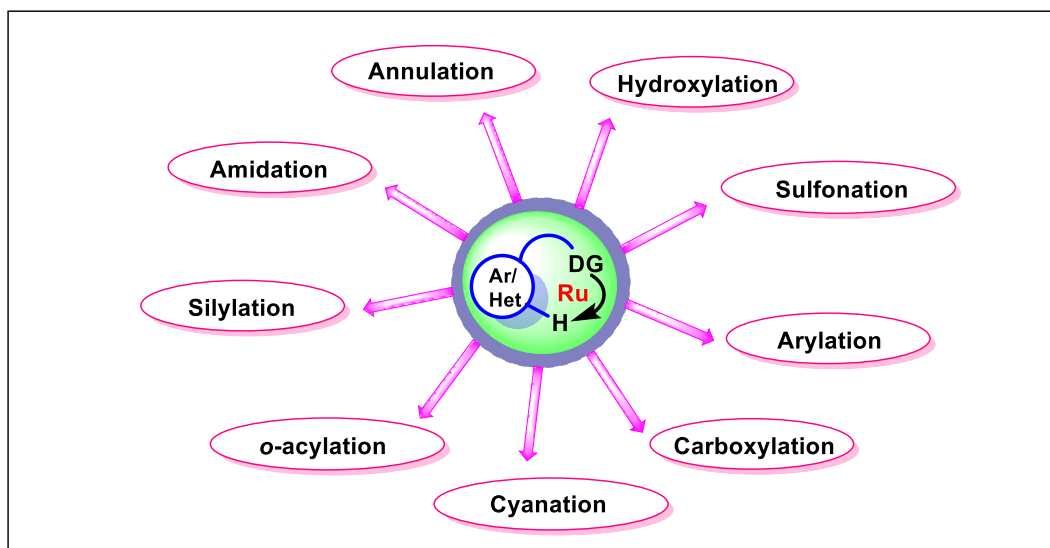 Annulation
Hydroxylation
Amidation
Sulfonation
DG
Ar/
Het
Ru
H
Silylation
Arylation
o-acylation
Carboxylation
Cyanation